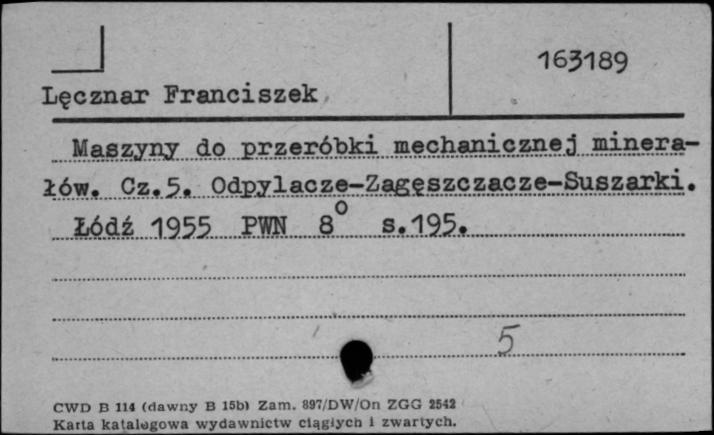 163189
Lęcznar Franciszek
Maszyny do przeróbki mechanicznej minera-
łów. Cz.5. Odpylacze-Zagęszczacze-Suszarki.
Łódź 1955 PWN 8° s.195.
5
CWD B 114 (dawny B 15b) Zam. 897/DW/On ZGG 2542
Karta katalogowa wydawnictw ciągłych i zwartych.